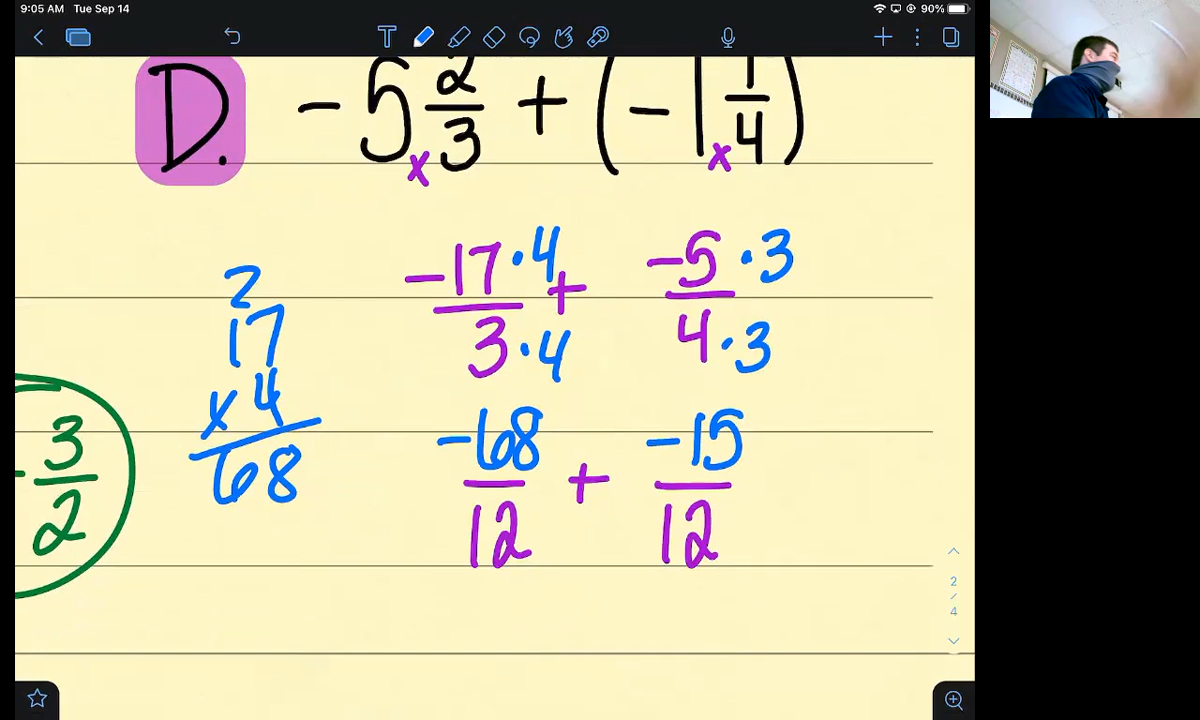 9:05 AM Tue Sep 14
90%
T
D. -5 2/3 + (-1 1/4)
x x
-17·4/3·4 + -5·3/4·3
2
17
x 4
68
-68/12 + -15/12
-3/2
2/4